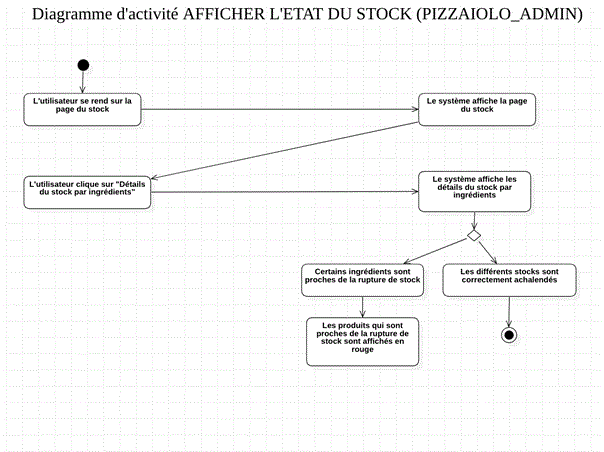 Diagramme d'activité AFFICHER L'ETAT DU STOCK (PIZZAIOLO_ADMIN)
L'utilisateur se rend sur la
page du stock
Le système affiche la page
du stock
L'utilisateur clique sur "Détails
du stock par ingrédients"
Le système affiche les
détails du stock par
ingrédients
Certains ingrédients sont
proches de la rupture de stock
Les différents stocks sont
correctement achalendés
Les produits qui sont
proches de la rupture de
stock sont affichés en
rouge